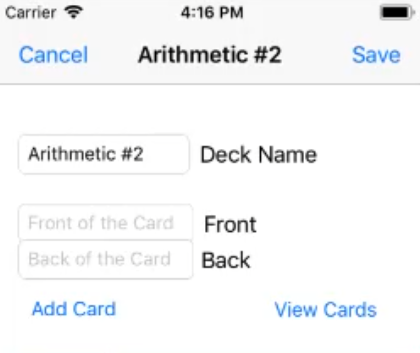 Carrier 4:16 PM
Cancel Arithmetic #2 Save
Arithmetic #2 Deck Name
Front of the Card Front
Back of the Card Back
Add Card View Cards